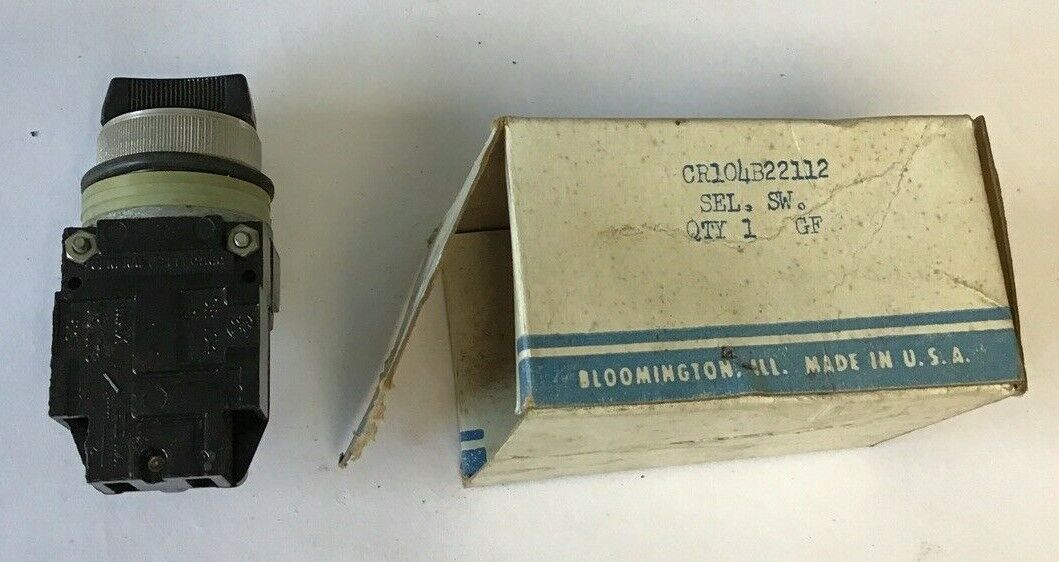 CR104B22112
SEL. SW.
QTY 1 GF
BLOOMINGTON, ILL. MADE IN U.S.A.